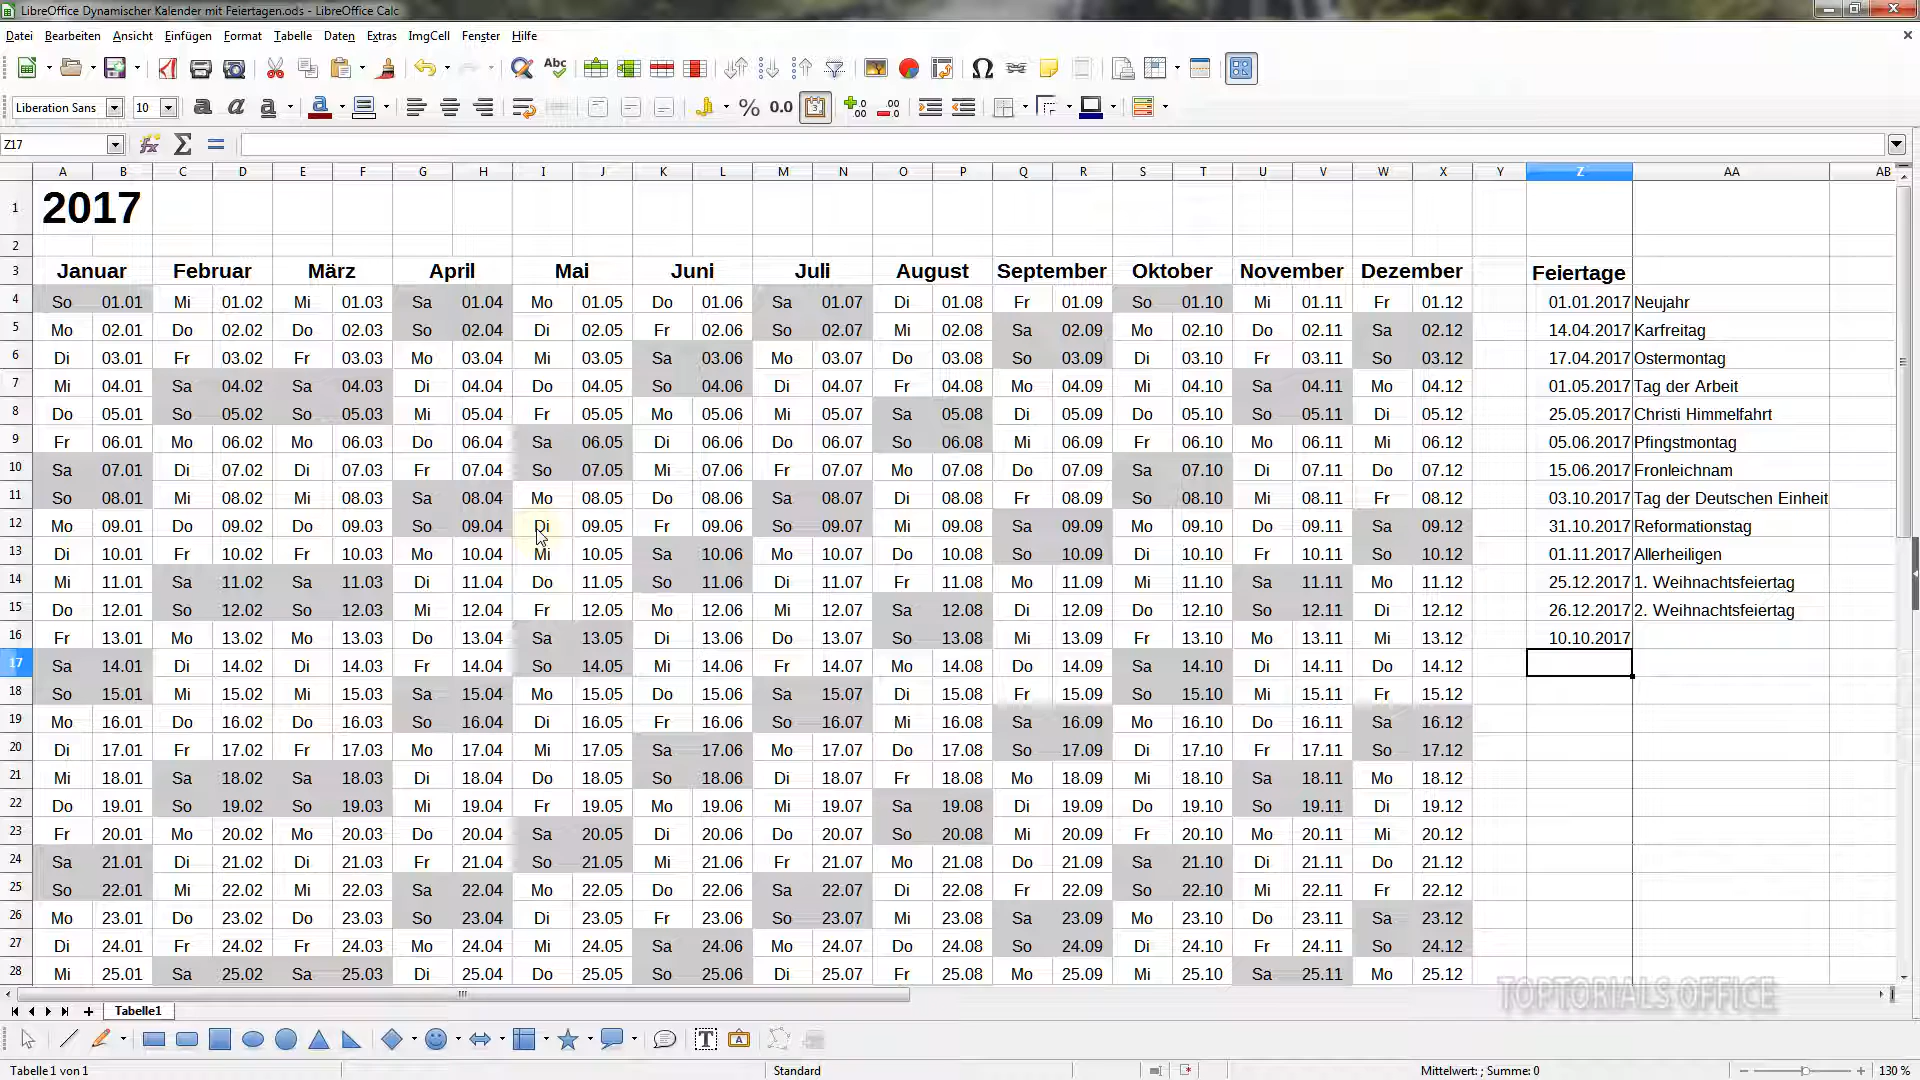 LibreOffice Dynamischer Kalender mit Feiertagen.ods - LibreOffice Calc
Datei Bearbeiten Ansicht Einfügen Format Tabelle Daten Extras ImgCell Fenster Hilfe
Liberation Sans 10
Z17
A B C D E F G H I J K L M N O P Q R S T U V W X Y Z AA AB
1 2017
2
3 Januar Februar März April Mai Juni Juli August September Oktober November Dezember Feiertage
4 So 01.01 Mi 01.02 Mi 01.03 Sa 01.04 Mo 01.05 Do 01.06 Sa 01.07 Di 01.08 Fr 01.09 So 01.10 Mi 01.11 Fr 01.12 01.01.2017 Neujahr
5 Mo 02.01 Do 02.02 Do 02.03 So 02.04 Di 02.05 Fr 02.06 So 02.07 Mi 02.08 Sa 02.09 Mo 02.10 Do 02.11 Sa 02.12 14.04.2017 Karfreitag
6 Di 03.01 Fr 03.02 Fr 03.03 Mo 03.04 Mi 03.05 Sa 03.06 Mo 03.07 Do 03.08 So 03.09 Di 03.10 Fr 03.11 So 03.12 17.04.2017 Ostermontag
7 Mi 04.01 Sa 04.02 Sa 04.03 Di 04.04 Do 04.05 So 04.06 Di 04.07 Fr 04.08 Mo 04.09 Mi 04.10 Sa 04.11 Mo 04.12 01.05.2017 Tag der Arbeit
8 Do 05.01 So 05.02 So 05.03 Mi 05.04 Fr 05.05 Mo 05.06 Mi 05.07 Sa 05.08 Di 05.09 Do 05.10 So 05.11 Di 05.12 25.05.2017 Christi Himmelfahrt
9 Fr 06.01 Mo 06.02 Mo 06.03 Do 06.04 Sa 06.05 Di 06.06 Do 06.07 So 06.08 Mi 06.09 Fr 06.10 Mo 06.11 Mi 06.12 05.06.2017 Pfingstmontag
10 Sa 07.01 Di 07.02 Di 07.03 Fr 07.04 So 07.05 Mi 07.06 Fr 07.07 Mo 07.08 Do 07.09 Sa 07.10 Di 07.11 Do 07.12 15.06.2017 Fronleichnam
11 So 08.01 Mi 08.02 Mi 08.03 Sa 08.04 Mo 08.05 Do 08.06 Sa 08.07 Di 08.08 Fr 08.09 So 08.10 Mi 08.11 Fr 08.12 03.10.2017 Tag der Deutschen Einheit
12 Mo 09.01 Do 09.02 Do 09.03 So 09.04 Di 09.05 Fr 09.06 So 09.07 Mi 09.08 Sa 09.09 Mo 09.10 Do 09.11 Sa 09.12 31.10.2017 Reformationstag
13 Di 10.01 Fr 10.02 Fr 10.03 Mo 10.04 Mi 10.05 Sa 10.06 Mo 10.07 Do 10.08 So 10.09 Di 10.10 Fr 10.11 So 10.12 01.11.2017 Allerheiligen
14 Mi 11.01 Sa 11.02 Sa 11.03 Di 11.04 Do 11.05 So 11.06 Di 11.07 Fr 11.08 Mo 11.09 Mi 11.10 Sa 11.11 Mo 11.12 25.12.2017 1. Weihnachtsfeiertag
15 Do 12.01 So 12.02 So 12.03 Mi 12.04 Fr 12.05 Mo 12.06 Mi 12.07 Sa 12.08 Di 12.09 Do 12.10 So 12.11 Di 12.12 26.12.2017 2. Weihnachtsfeiertag
16 Fr 13.01 Mo 13.02 Mo 13.03 Do 13.04 Sa 13.05 Di 13.06 Do 13.07 So 13.08 Mi 13.09 Fr 13.10 Mo 13.11 Mi 13.12 10.10.2017
17 Sa 14.01 Di 14.02 Di 14.03 Fr 14.04 So 14.05 Mi 14.06 Fr 14.07 Mo 14.08 Do 14.09 Sa 14.10 Di 14.11 Do 14.12
18 So 15.01 Mi 15.02 Mi 15.03 Sa 15.04 Mo 15.05 Do 15.06 Sa 15.07 Di 15.08 Fr 15.09 So 15.10 Mi 15.11 Fr 15.12
19 Mo 16.01 Do 16.02 Do 16.03 So 16.04 Di 16.05 Fr 16.06 So 16.07 Mi 16.08 Sa 16.09 Mo 16.10 Do 16.11 Sa 16.12
20 Di 17.01 Fr 17.02 Fr 17.03 Mo 17.04 Mi 17.05 Sa 17.06 Mo 17.07 Do 17.08 So 17.09 Di 17.10 Fr 17.11 So 17.12
21 Mi 18.01 Sa 18.02 Sa 18.03 Di 18.04 Do 18.05 So 18.06 Di 18.07 Fr 18.08 Mo 18.09 Mi 18.10 Sa 18.11 Mo 18.12
22 Do 19.01 So 19.02 So 19.03 Mi 19.04 Fr 19.05 Mo 19.06 Mi 19.07 Sa 19.08 Di 19.09 Do 19.10 So 19.11 Di 19.12
23 Fr 20.01 Mo 20.02 Mo 20.03 Do 20.04 Sa 20.05 Di 20.06 Do 20.07 So 20.08 Mi 20.09 Fr 20.10 Mo 20.11 Mi 20.12
24 Sa 21.01 Di 21.02 Di 21.03 Fr 21.04 So 21.05 Mi 21.06 Fr 21.07 Mo 21.08 Do 21.09 Sa 21.10 Di 21.11 Do 21.12
25 So 22.01 Mi 22.02 Mi 22.03 Sa 22.04 Mo 22.05 Do 22.06 Sa 22.07 Di 22.08 Fr 22.09 So 22.10 Mi 22.11 Fr 22.12
26 Mo 23.01 Do 23.02 Do 23.03 So 23.04 Di 23.05 Fr 23.06 So 23.07 Mi 23.08 Sa 23.09 Mo 23.10 Do 23.11 Sa 23.12
27 Di 24.01 Fr 24.02 Fr 24.03 Mo 24.04 Mi 24.05 Sa 24.06 Mo 24.07 Do 24.08 So 24.09 Di 24.10 Fr 24.11 So 24.12
28 Mi 25.01 Sa 25.02 Sa 25.03 Di 25.04 Do 25.05 So 25.06 Di 25.07 Fr 25.08 Mo 25.09 Mi 25.10 Sa 25.11 Mo 25.12
TOPTORIALS OFFICE
Tabelle1
Tabelle 1 von 1 Standard Mittelwert: ; Summe: 0 130 %